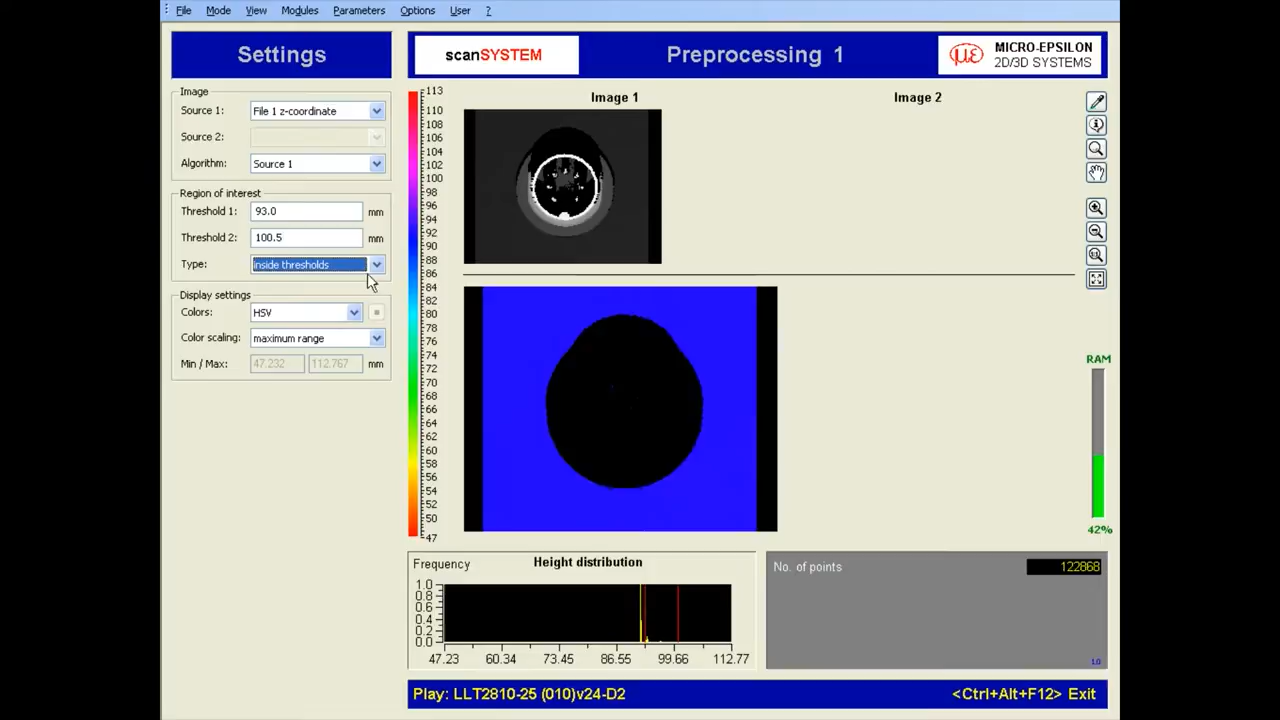 File Mode View Modules Parameters Options User ?
Settings
scanSYSTEM
Preprocessing 1
MICRO-EPSILON
2D/3D SYSTEMS
Image
Source 1: File 1 z-coordinate
Source 2:
Algorithm: Source 1
Region of interest
Threshold 1: 93.0 mm
Threshold 2: 100.5 mm
Type: inside thresholds
Display settings
Colors: HSV
Color scaling: maximum range
Min / Max: 47.232 112.767 mm
113
110
108
106
104
102
100
98
96
94
92
90
88
86
84
82
80
78
76
74
72
70
68
66
64
62
60
58
56
54
52
50
47
Image 1
Image 2
RAM
42%
Frequency
Height distribution
1.0
0.8
0.6
0.4
0.2
0.0
47.23 60.34 73.45 86.55 99.66 112.77
No. of points 122868
1.0
Play: LLT2810-25 (010)v24-D2
<Ctrl+Alt+F12> Exit